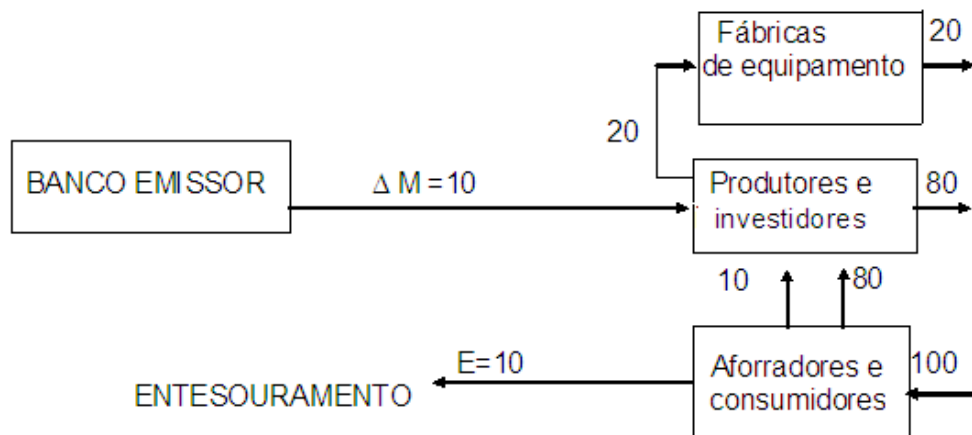 Fábricas
de equipamento
20
20
BANCO EMISSOR
Δ M =10
Produtores e
investidores
80
10
80
E=10
ENTESOURAMENTO
Aforradores e
consumidores
100